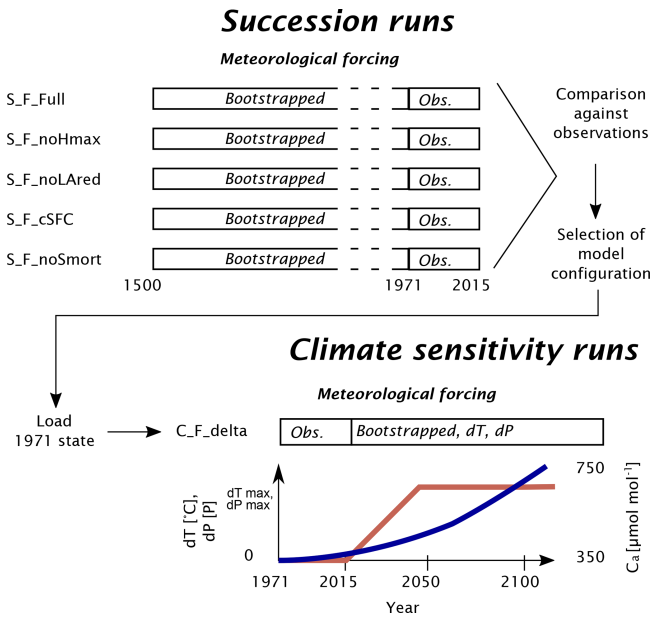 Succession runs
Meteorological forcing
S_F_Full
Bootstrapped
Obs.
S_F_noHmax
Bootstrapped
Obs.
S_F_noLAred
Bootstrapped
Obs.
S_F_cSFC
Bootstrapped
Obs.
S_F_noSmort
Bootstrapped
Obs.
1500
1971
2015
Comparison
against
observations
Selection of
model
configuration
Climate sensitivity runs
Meteorological forcing
Load
1971 state
C_F_delta
Obs.
Bootstrapped, dT, dP
dT [°C],
dP [P]
dT max,
dP max
0
750
350
Ca [μmol mol⁻¹]
1971
2015
2050
2100
Year